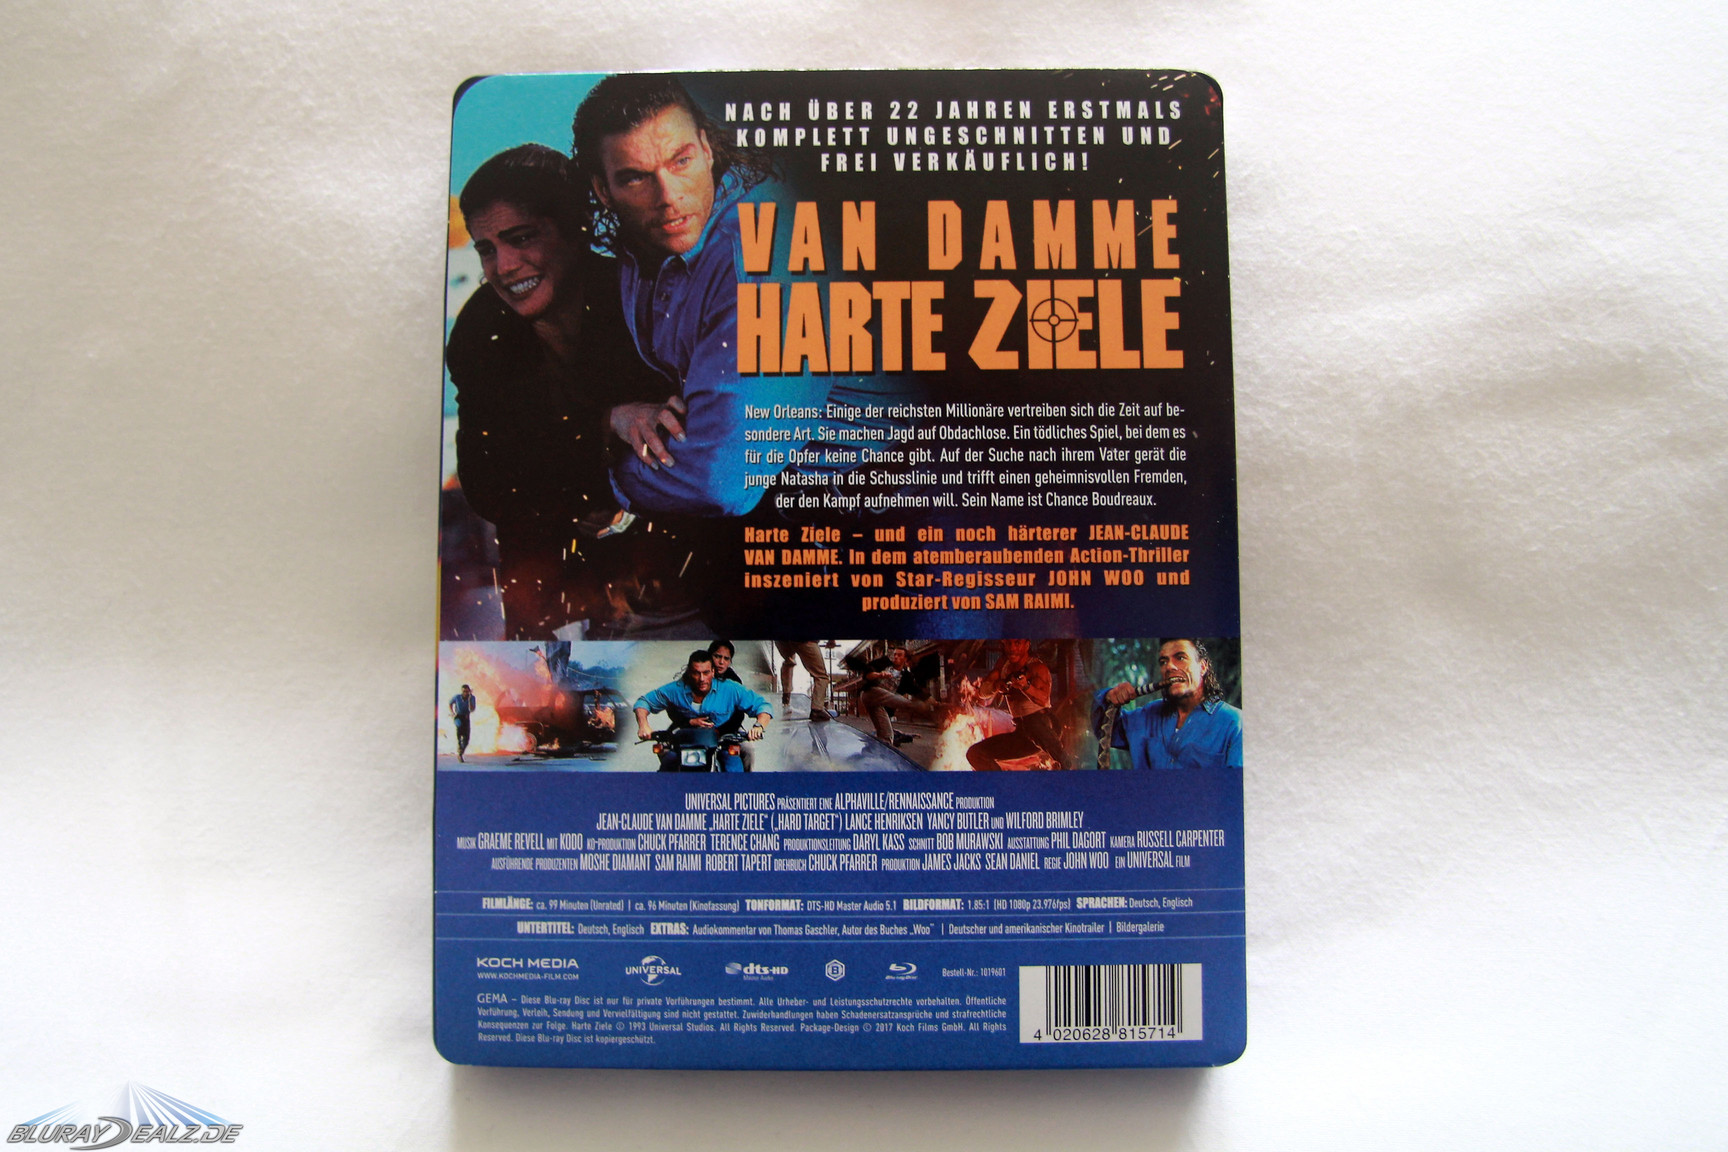 NACH ÜBER 22 JAHREN ERSTMALS
KOMPLETT UNGESCHNITTEN UND
FREI VERKÄUFLICH!
VAN DAMME
HARTE ZIELE
New Orleans: Einige der reichsten Millionäre vertreiben sich die Zeit auf be-
sondere Art. Sie machen Jagd auf Obdachlose. Ein tödliches Spiel, bei dem es
für die Opfer keine Chance gibt. Auf der Suche nach ihrem Vater gerät die
junge Natasha in die Schusslinie und trifft einen geheimnisvollen Fremden,
der den Kampf aufnehmen will. Sein Name ist Chance Boudreaux.
Harte Ziele – und ein noch härterer JEAN-CLAUDE
VAN DAMME. In dem atemberaubenden Action-Thriller
inszeniert von Star-Regisseur JOHN WOO und
produziert von SAM RAIMI.
UNIVERSAL PICTURES PRÄSENTIERT EINE ALPHAVILLE/RENNAISSANCE PRODUKTION
JEAN-CLAUDE VAN DAMME „HARTE ZIELE“ („HARD TARGET“) LANCE HENRIKSEN YANCY BUTLER UND WILFORD BRIMLEY
MUSIK GRAEME REVELL MIT KODO KO-PRODUKTION CHUCK PFARRER TERENCE CHANG PRODUKTIONSLEITUNG DARYL KASS SCHNITT BOB MURAWSKI AUSSTATTUNG PHIL DAGORT KAMERA RUSSELL CARPENTER
AUSFÜHRENDE PRODUZENTEN MOSHE DIAMANT SAM RAIMI ROBERT TAPERT DREHBUCH CHUCK PFARRER PRODUKTION JAMES JACKS SEAN DANIEL REGIE JOHN WOO EIN UNIVERSAL FILM
FILMLÄNGE: ca. 99 Minuten (Unrated) | ca. 96 Minuten (Kinofassung) TONFORMAT: DTS-HD Master Audio 5.1 BILDFORMAT: 1.85:1 (HD 1080p 23.976fps) SPRACHEN: Deutsch, Englisch
UNTERTITEL: Deutsch, Englisch EXTRAS: Audiokommentar von Thomas Gaschler, Autor des Buches „Woo“ | Deutscher und amerikanischer Kinotrailer | Bildergalerie
KOCH MEDIA
WWW.KOCHMEDIA-FILM.COM
UNIVERSAL
dts-HD
Master Audio
B
Blu-ray Disc
Bestell-Nr.: 1019601
GEMA – Diese Blu-ray Disc ist nur für private Vorführungen bestimmt. Alle Urheber- und Leistungsschutzrechte vorbehalten. Öffentliche
Vorführung, Verleih, Sendung und Vervielfältigung sind nicht gestattet. Zuwiderhandlungen haben Schadenersatzansprüche und strafrechtliche
Konsequenzen zur Folge. Harte Ziele © 1993 Universal Studios. All Rights Reserved. Package-Design © 2017 Koch Films GmbH. All Rights
Reserved. Diese Blu-ray Disc ist kopiergeschützt.
4 020628 815714
BLURAYDEALZ.DE